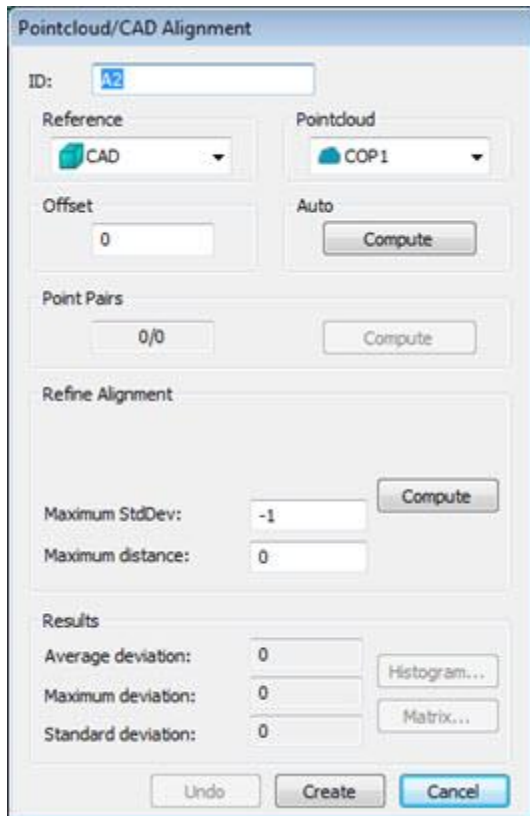 Pointcloud/CAD Alignment
ID: A2
Reference Pointcloud
CAD COP1
Offset Auto
0 Compute
Point Pairs
0/0 Compute
Refine Alignment
Compute
Maximum StdDev: -1
Maximum distance: 0
Results
Average deviation: 0
Histogram...
Maximum deviation: 0
Matrix...
Standard deviation: 0
Undo Create Cancel